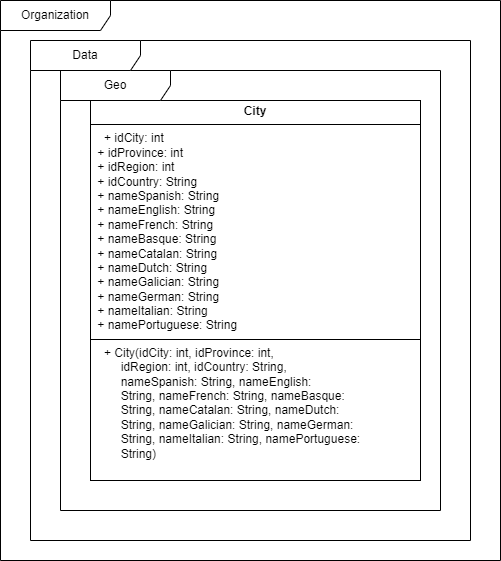 Organization
Data
Geo
City
+ idCity: int
+ idProvince: int
+ idRegion: int
+ idCountry: String
+ nameSpanish: String
+ nameEnglish: String
+ nameFrench: String
+ nameBasque: String
+ nameCatalan: String
+ nameDutch: String
+ nameGalician: String
+ nameGerman: String
+ nameItalian: String
+ namePortuguese: String
+ City(idCity: int, idProvince: int,
idRegion: int, idCountry: String,
nameSpanish: String, nameEnglish:
String, nameFrench: String, nameBasque:
String, nameCatalan: String, nameDutch:
String, nameGalician: String, nameGerman:
String, nameItalian: String, namePortuguese:
String)